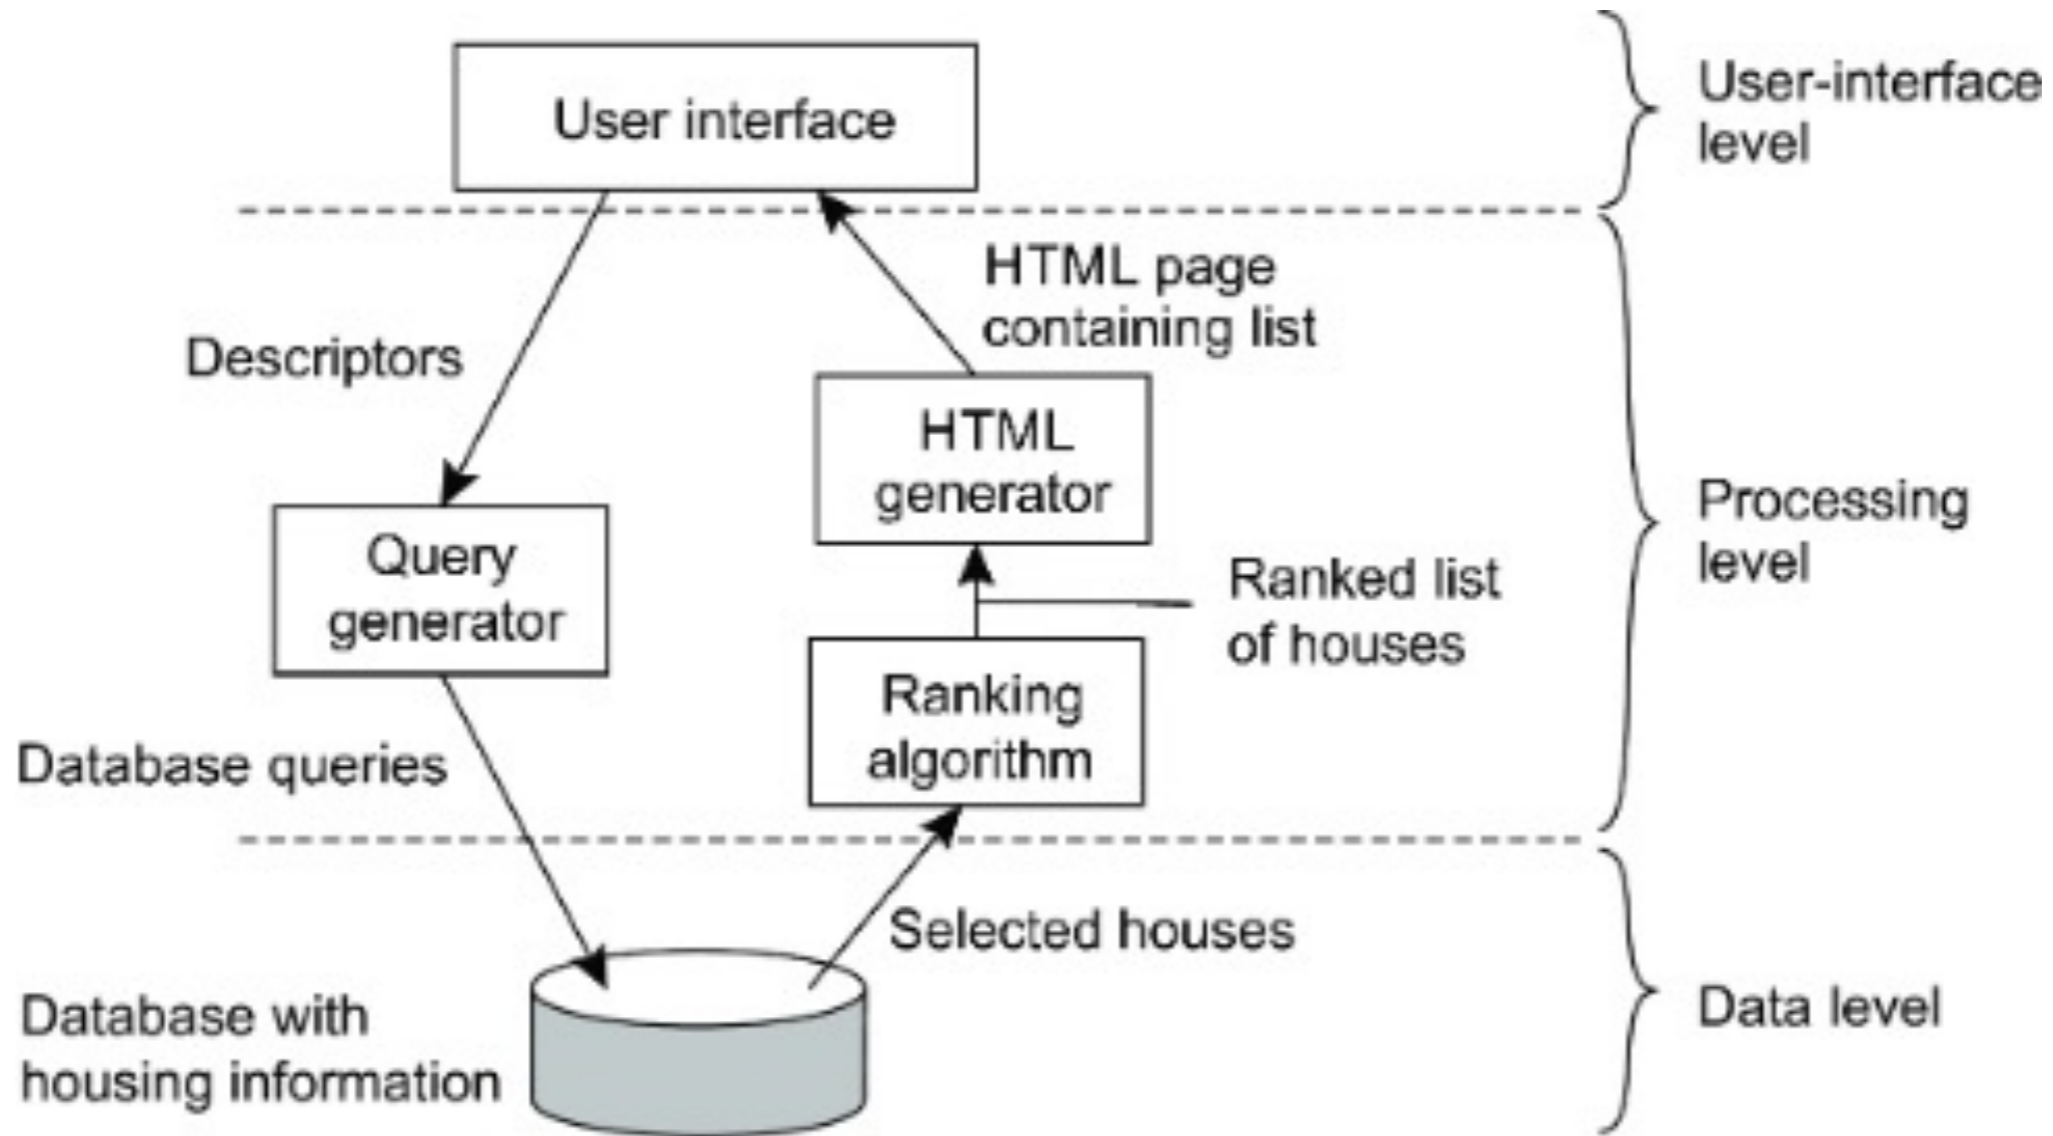 User interface
User-interface
level
HTML page
containing list
Descriptors
HTML
generator
Query
generator
Processing
level
Ranked list
of houses
Ranking
algorithm
Database queries
Selected houses
Database with
housing information
Data level